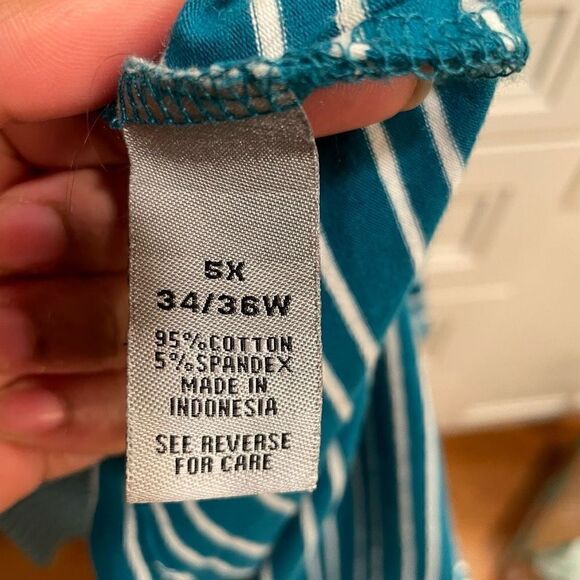 5X
34/36W
95%COTTON
5%SPANDEX
MADE IN
INDONESIA
SEE REVERSE
FOR CARE